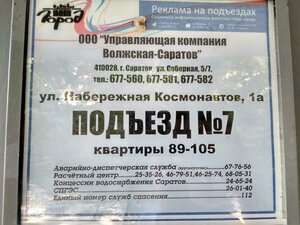 город
Реклама на подъездах
ООО "Управляющая компания
Волжская-Саратов"
410028, г. Саратов ул. Соборная, 5/7,
тел.: 677-560, 677-581, 677-582
ул. Набережная Космонавтов, 1а
ПОДЪЕЗД №7
квартиры 89-105
Аварийно-диспетчерская служба 67-76-56
Расчётный центр 25-35-26, 46-79-51,46-25-74, 68-05-31
Концессии водоснабжения Саратов 24-65-24
СПГЭС 26-01-40
Единый номер служб спасения 112